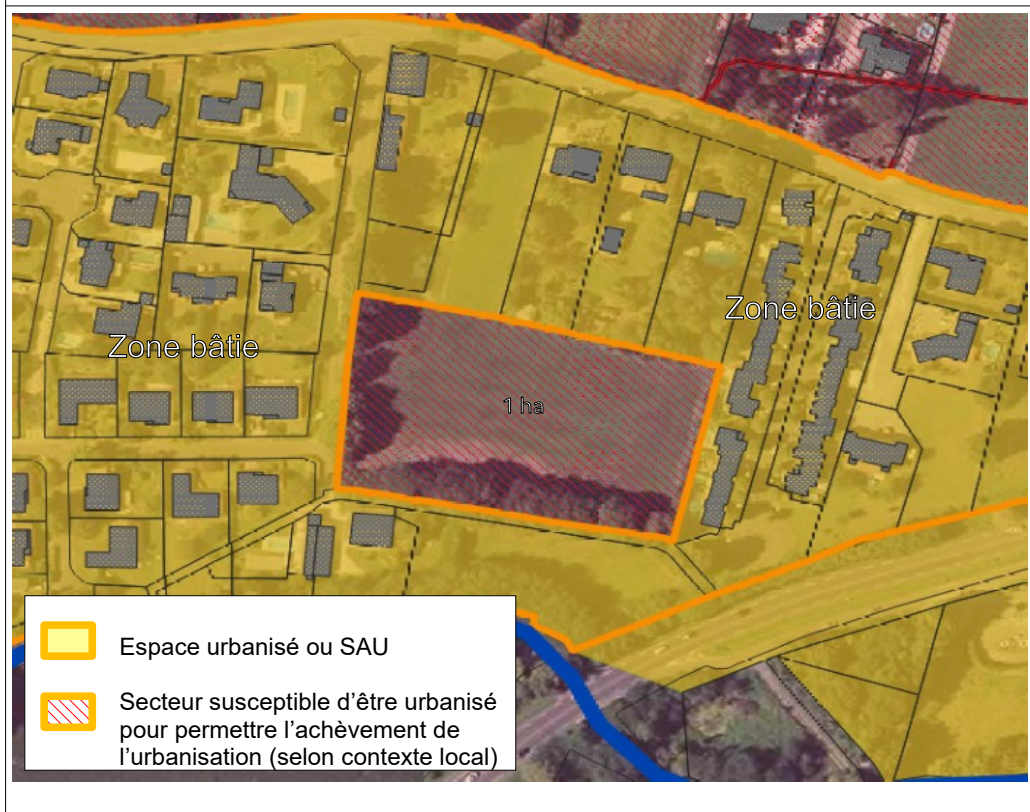 Zone bâtie
Zone bâtie
1 ha
Espace urbanisé ou SAU
Secteur susceptible d’être urbanisé
pour permettre l’achèvement de
l’urbanisation (selon contexte local)